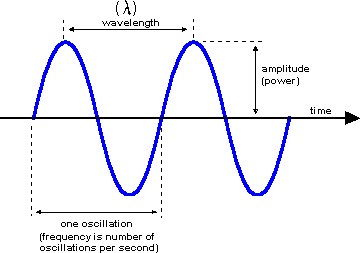 (λ)
wavelength
amplitude
(power)
time
one oscillation
(frequency is number of
oscillations per second)